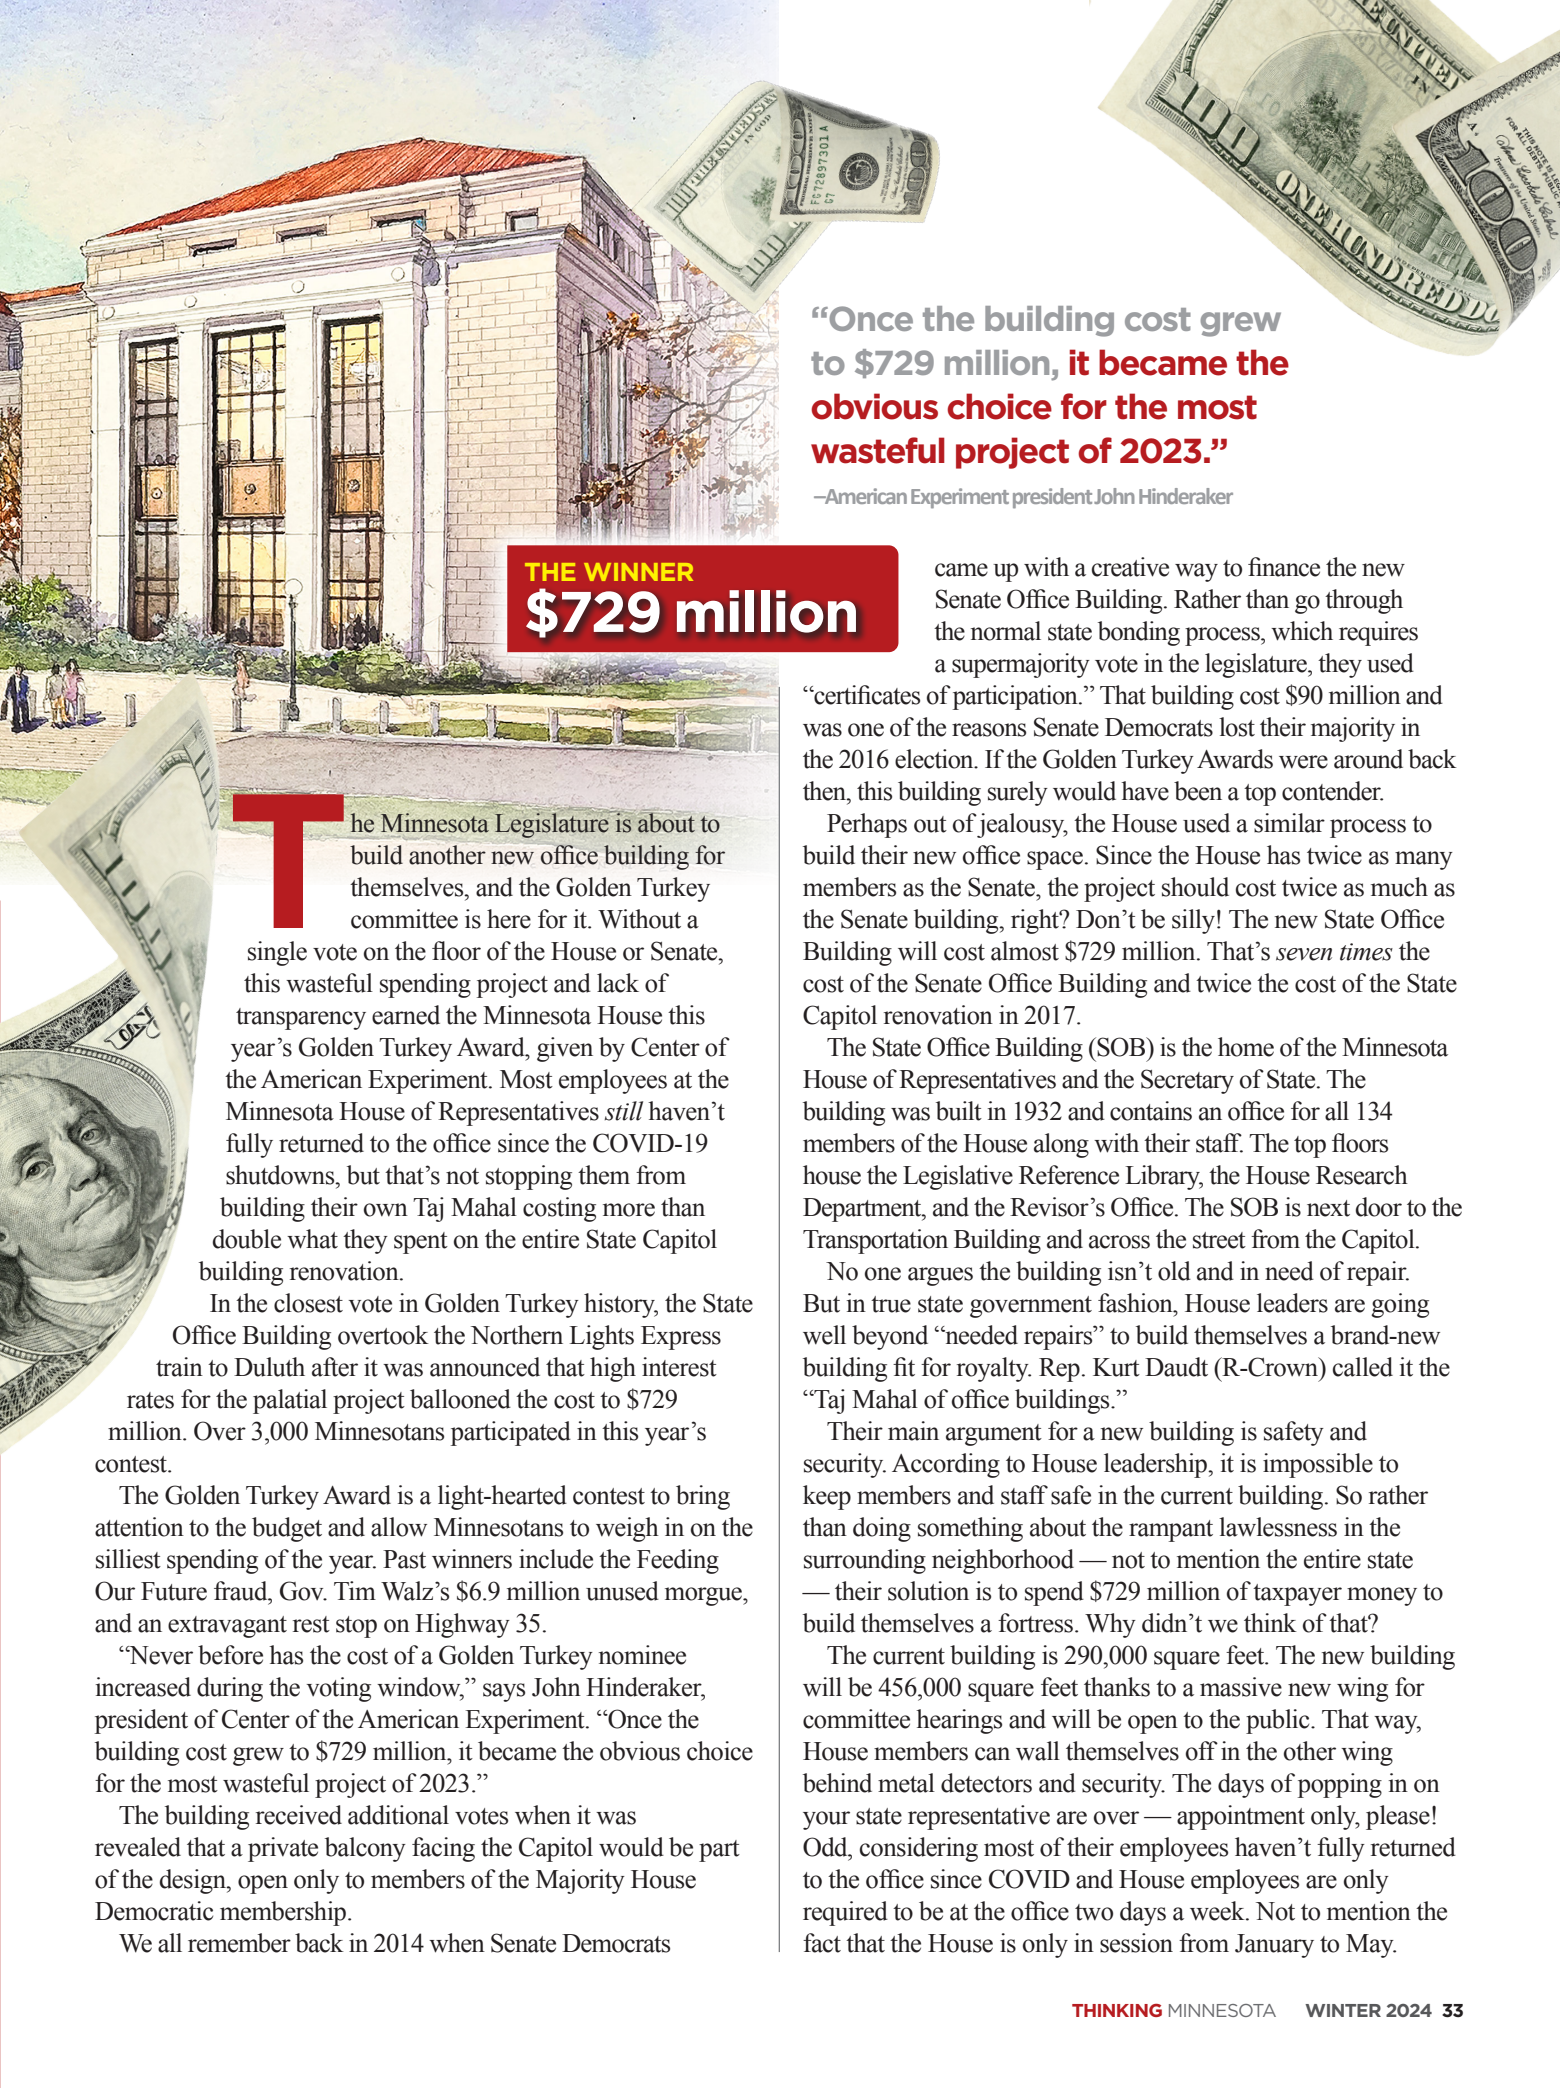 THE UNITED STA
IN GOD
100
FG 72897301 A
G7
100
THE UNITED
100
ONE HUNDRED DO
100
“Once the building cost grew
to $729 million, it became the
obvious choice for the most
wasteful project of 2023.”
–American Experiment president John Hinderaker
THE WINNER
$729 million
The Minnesota Legislature is about to
build another new office building for
themselves, and the Golden Turkey
committee is here for it. Without a
single vote on the floor of the House or Senate,
this wasteful spending project and lack of
transparency earned the Minnesota House this
year’s Golden Turkey Award, given by Center of
the American Experiment. Most employees at the
Minnesota House of Representatives still haven’t
fully returned to the office since the COVID-19
shutdowns, but that’s not stopping them from
building their own Taj Mahal costing more than
double what they spent on the entire State Capitol
building renovation.
In the closest vote in Golden Turkey history, the State
Office Building overtook the Northern Lights Express
train to Duluth after it was announced that high interest
rates for the palatial project ballooned the cost to $729
million. Over 3,000 Minnesotans participated in this year’s
contest.
The Golden Turkey Award is a light-hearted contest to bring
attention to the budget and allow Minnesotans to weigh in on the
silliest spending of the year. Past winners include the Feeding
Our Future fraud, Gov. Tim Walz’s $6.9 million unused morgue,
and an extravagant rest stop on Highway 35.
“Never before has the cost of a Golden Turkey nominee
increased during the voting window,” says John Hinderaker,
president of Center of the American Experiment. “Once the
building cost grew to $729 million, it became the obvious choice
for the most wasteful project of 2023.”
The building received additional votes when it was
revealed that a private balcony facing the Capitol would be part
of the design, open only to members of the Majority House
Democratic membership.
We all remember back in 2014 when Senate Democrats
came up with a creative way to finance the new
Senate Office Building. Rather than go through
the normal state bonding process, which requires
a supermajority vote in the legislature, they used
“certificates of participation.” That building cost $90 million and
was one of the reasons Senate Democrats lost their majority in
the 2016 election. If the Golden Turkey Awards were around back
then, this building surely would have been a top contender.
Perhaps out of jealousy, the House used a similar process to
build their new office space. Since the House has twice as many
members as the Senate, the project should cost twice as much as
the Senate building, right? Don’t be silly! The new State Office
Building will cost almost $729 million. That’s seven times the
cost of the Senate Office Building and twice the cost of the State
Capitol renovation in 2017.
The State Office Building (SOB) is the home of the Minnesota
House of Representatives and the Secretary of State. The
building was built in 1932 and contains an office for all 134
members of the House along with their staff. The top floors
house the Legislative Reference Library, the House Research
Department, and the Revisor’s Office. The SOB is next door to the
Transportation Building and across the street from the Capitol.
No one argues the building isn’t old and in need of repair.
But in true state government fashion, House leaders are going
well beyond “needed repairs” to build themselves a brand-new
building fit for royalty. Rep. Kurt Daudt (R-Crown) called it the
“Taj Mahal of office buildings.”
Their main argument for a new building is safety and
security. According to House leadership, it is impossible to
keep members and staff safe in the current building. So rather
than doing something about the rampant lawlessness in the
surrounding neighborhood — not to mention the entire state
— their solution is to spend $729 million of taxpayer money to
build themselves a fortress. Why didn’t we think of that?
The current building is 290,000 square feet. The new building
will be 456,000 square feet thanks to a massive new wing for
committee hearings and will be open to the public. That way,
House members can wall themselves off in the other wing
behind metal detectors and security. The days of popping in on
your state representative are over — appointment only, please!
Odd, considering most of their employees haven’t fully returned
to the office since COVID and House employees are only
required to be at the office two days a week. Not to mention the
fact that the House is only in session from January to May.
THINKING MINNESOTA WINTER 2024 33